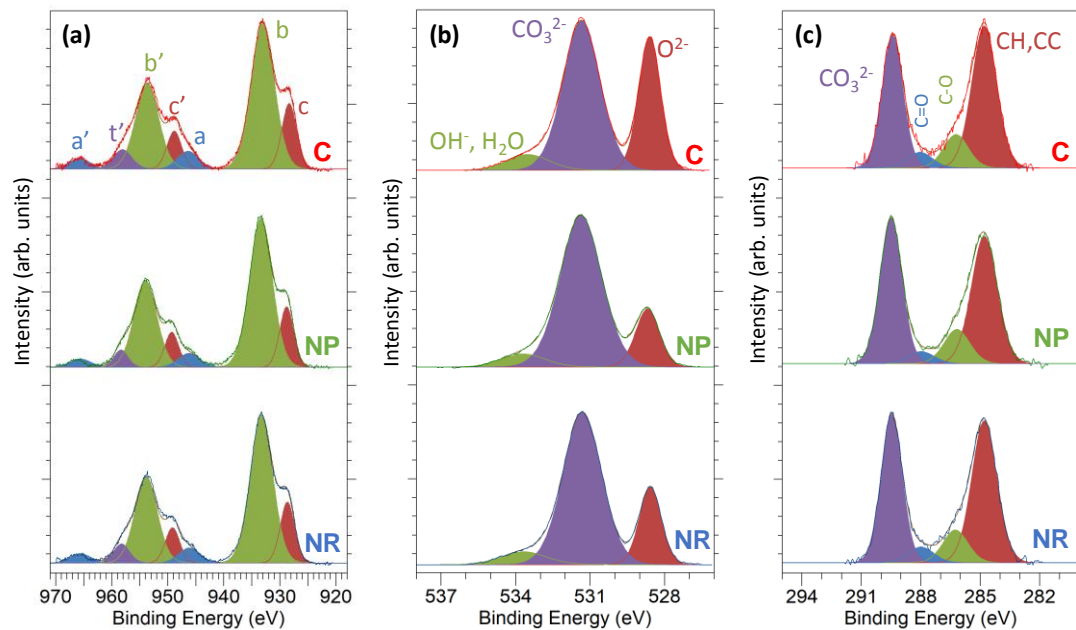 (a)
b
b'
c'
c
t'
a'
a
C
NP
NR
Intensity (arb. units)
970 960 950 940 930 920
Binding Energy (eV)
(b)
CO₃²⁻
O²⁻
OH⁻, H₂O
C
NP
NR
Intensity (arb. units)
537 534 531 528
Binding Energy (eV)
(c)
CH,CC
CO₃²⁻
C=O
C-O
C
NP
NR
Intensity (arb. units)
294 291 288 285 282
Binding Energy (eV)